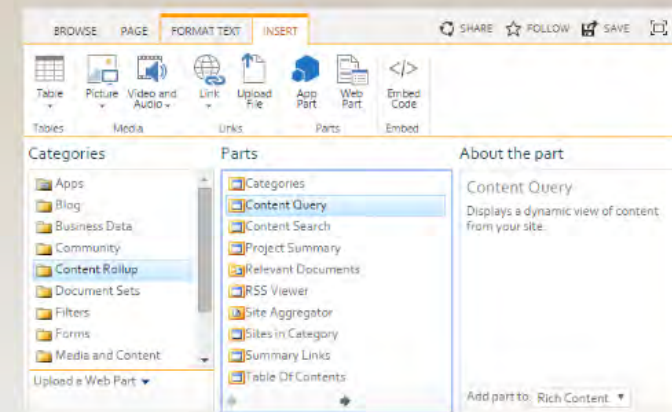 BROWSE PAGE FORMAT TEXT INSERT SHARE FOLLOW SAVE
Table Picture Video and Audio Link Upload File App Part Web Part Embed Code
Tables Media Links Parts Embed
Categories
Apps
Blog
Business Data
Community
Content Rollup
Document Sets
Filters
Forms
Media and Content
Upload a Web Part
Parts
Categories
Content Query
Content Search
Project Summary
Relevant Documents
RSS Viewer
Site Aggregator
Sites in Category
Summary Links
Table Of Contents
About the part
Content Query
Displays a dynamic view of content
from your site.
Add part to: Rich Content